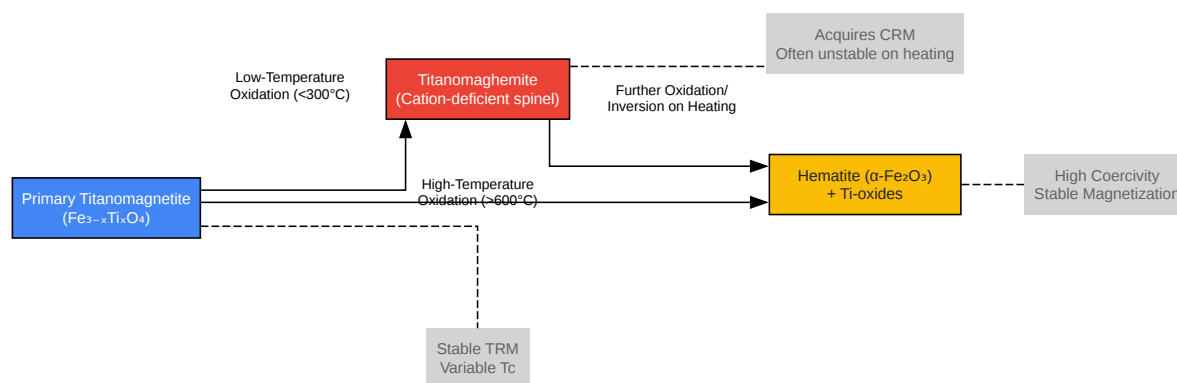 Acquires CRM
Often unstable on heating
Low-Temperature
Oxidation (<300°C)
Titanomaghemite
(Cation-deficient spinel)
Further Oxidation/
Inversion on Heating
Primary Titanomagnetite
(Fe₃₋ₓTiₓO₄)
High-Temperature
Oxidation (>600°C)
Hematite (α-Fe₂O₃)
+ Ti-oxides
High Coercivity
Stable Magnetization
Stable TRM
Variable Tc